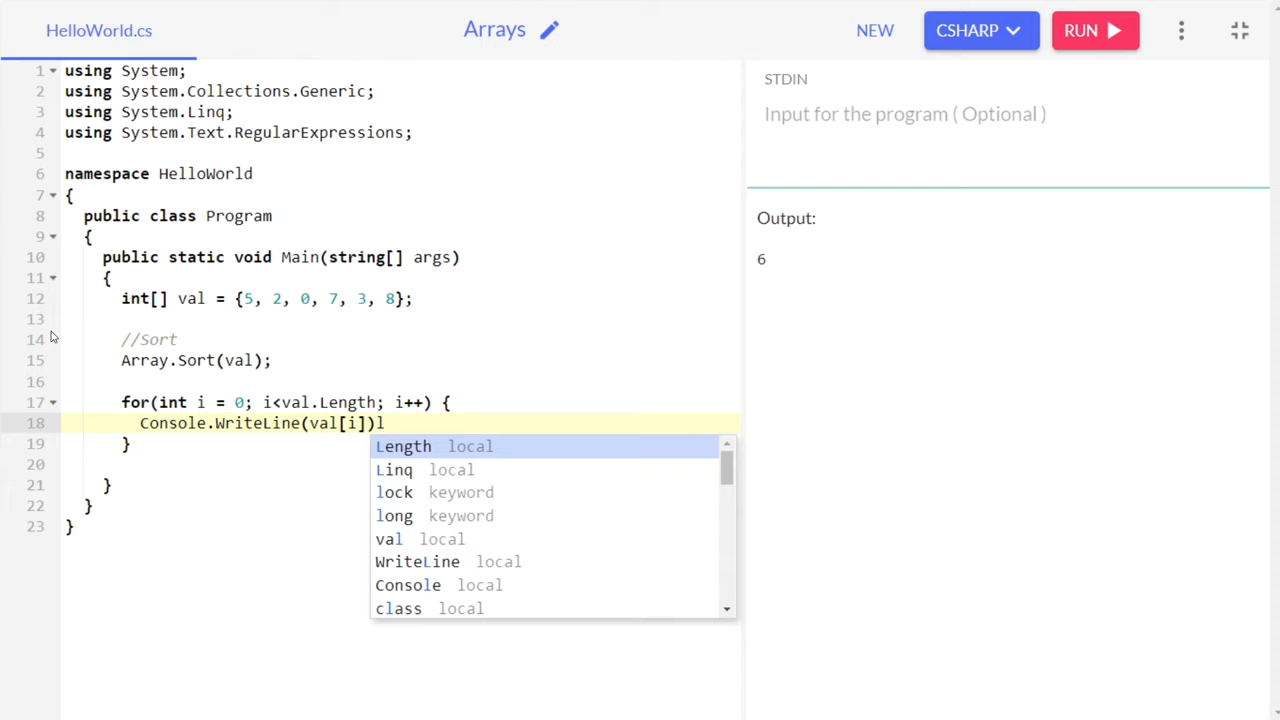 HelloWorld.cs
Arrays
NEW
CSHARP
RUN
1 using System;
2 using System.Collections.Generic;
3 using System.Linq;
4 using System.Text.RegularExpressions;
5
6 namespace HelloWorld
7 {
8 public class Program
9 {
10 public static void Main(string[] args)
11 {
12 int[] val = {5, 2, 0, 7, 3, 8};
13
14 //Sort
15 Array.Sort(val);
16
17 for(int i = 0; i<val.Length; i++) {
18 Console.WriteLine(val[i])l
19 }
20
21 }
22 }
23 }
Length local
Linq local
lock keyword
long keyword
val local
WriteLine local
Console local
class local
STDIN
Input for the program ( Optional )
Output:
6